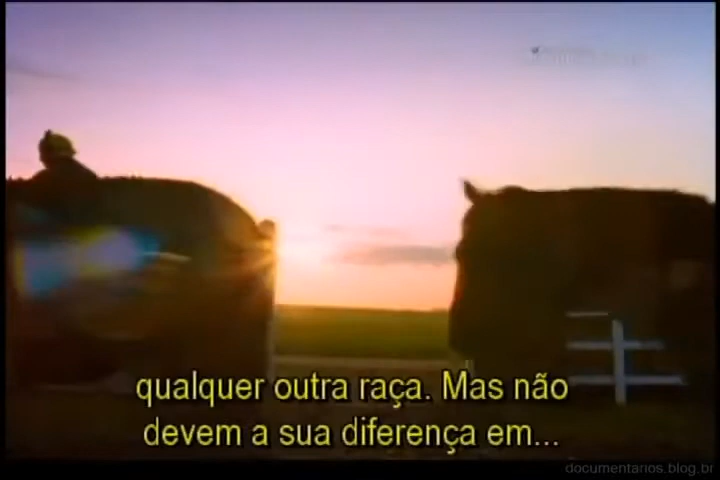 qualquer outra raça. Mas não
devem a sua diferença em...
documentarios.blog.br